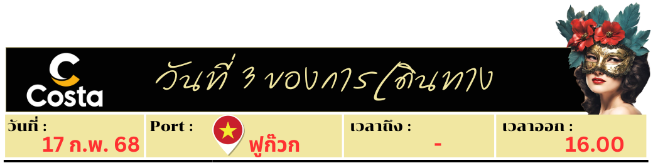 Costa
วันที่ 3 ของการเดินทาง
วันที่ : 17 ก.พ. 68
Port : ฟูก๊วก
เวลาถึง : -
เวลาออก : 16.00